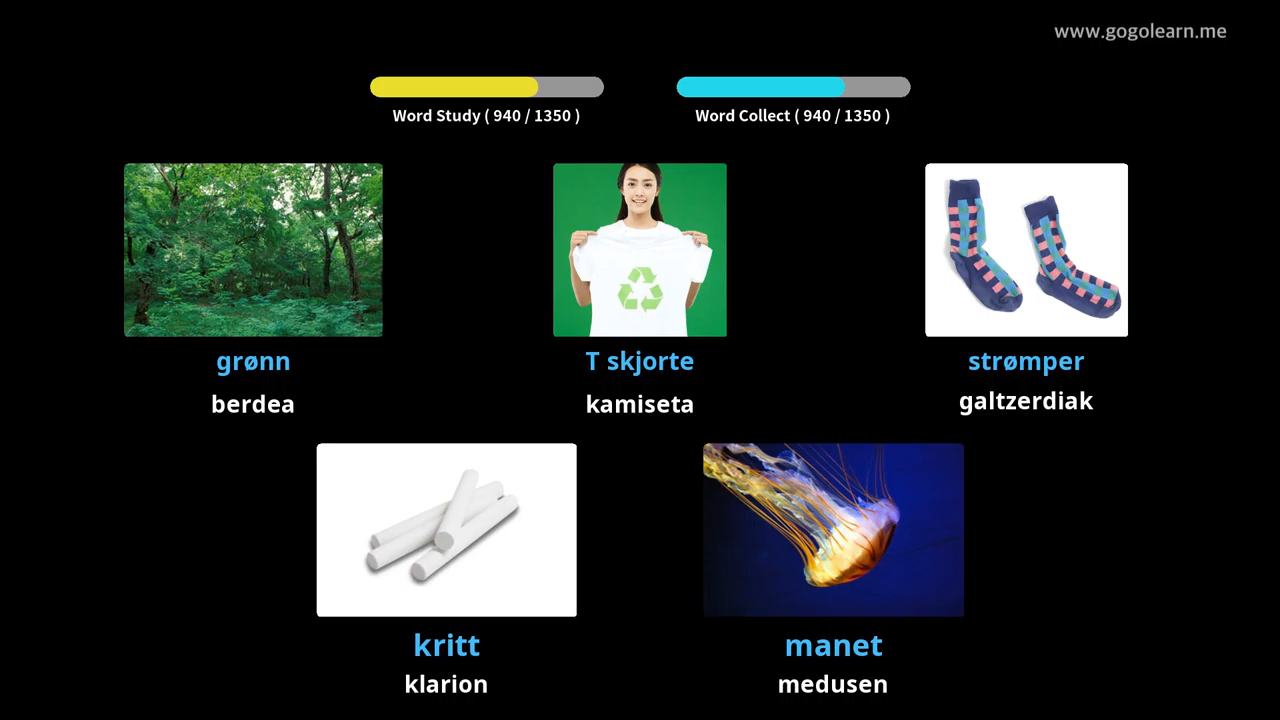 www.gogolearn.me
Word Study ( 940 / 1350 )
Word Collect ( 940 / 1350 )
grønn
T skjorte
strømper
berdea
kamiseta
galtzerdiak
kritt
manet
klarion
medusen